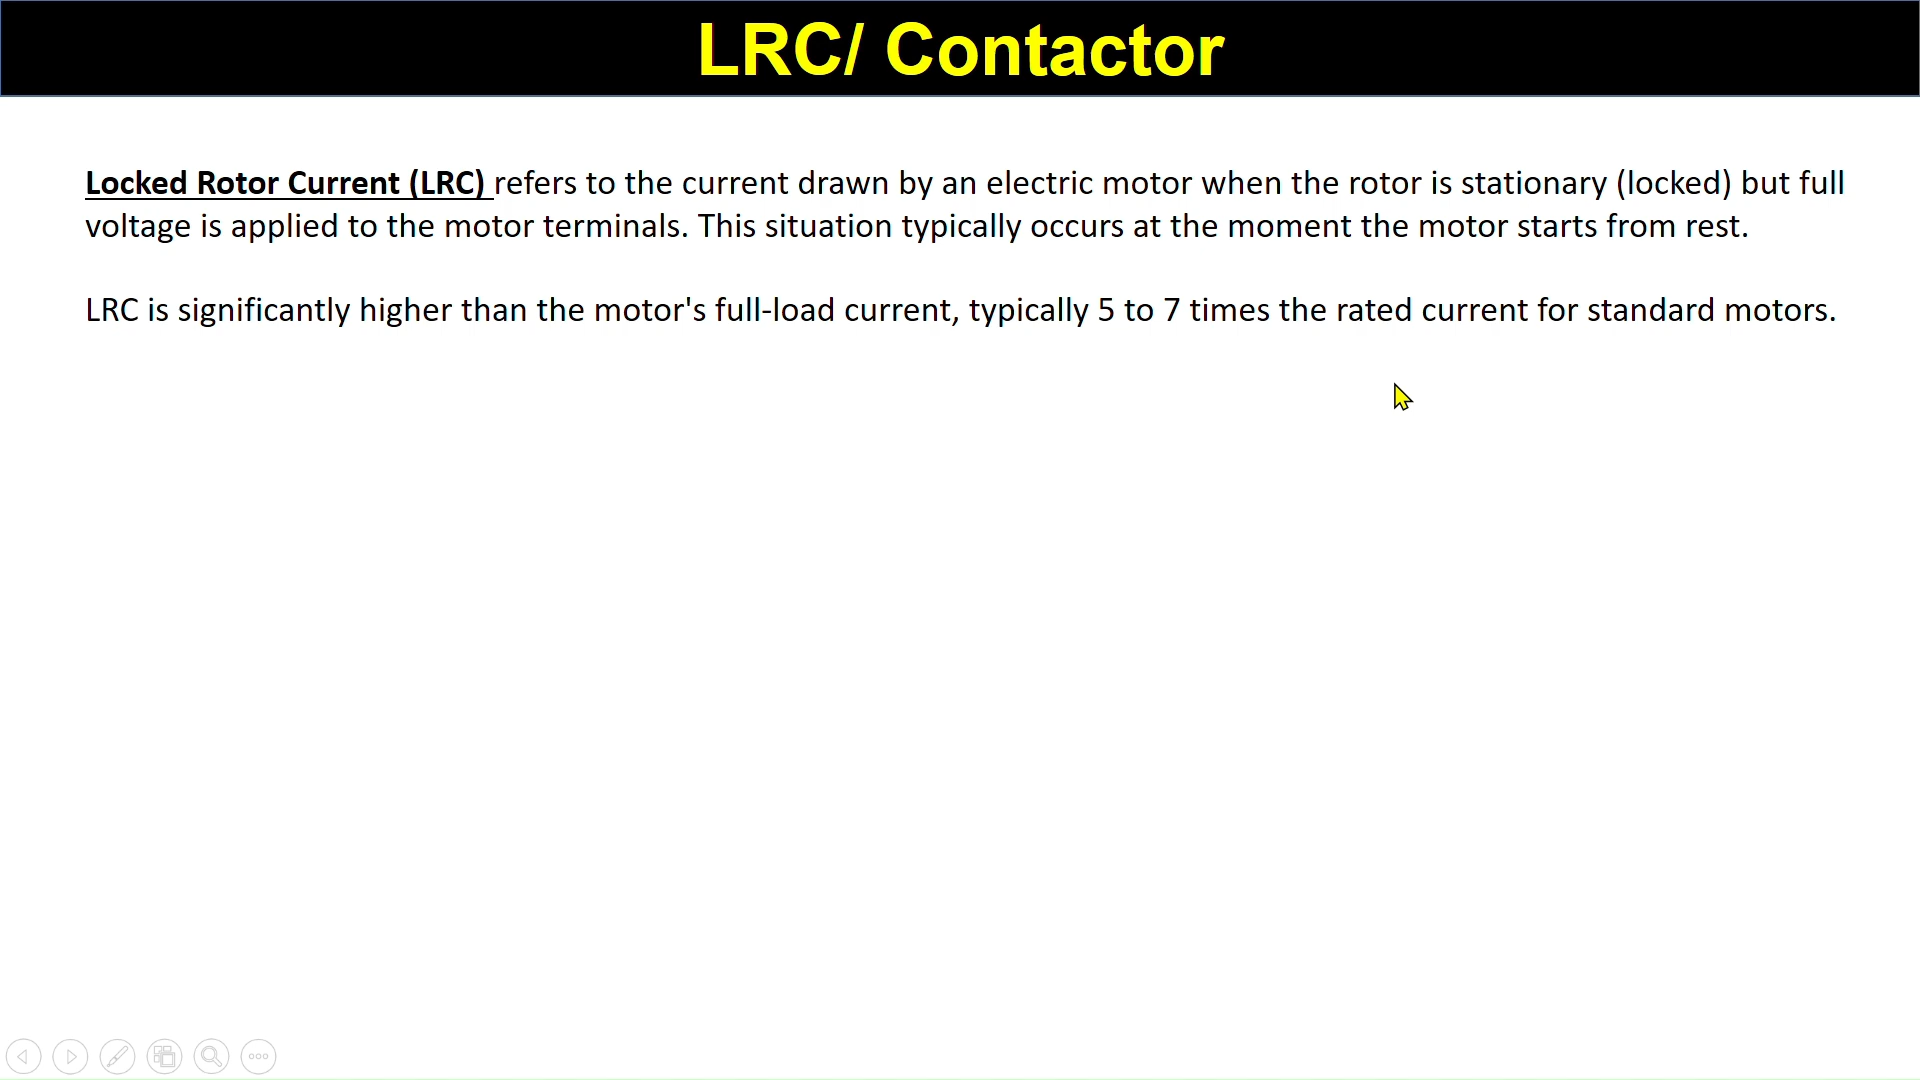 LRC/ Contactor
Locked Rotor Current (LRC) refers to the current drawn by an electric motor when the rotor is stationary (locked) but full
voltage is applied to the motor terminals. This situation typically occurs at the moment the motor starts from rest.
LRC is significantly higher than the motor's full-load current, typically 5 to 7 times the rated current for standard motors.